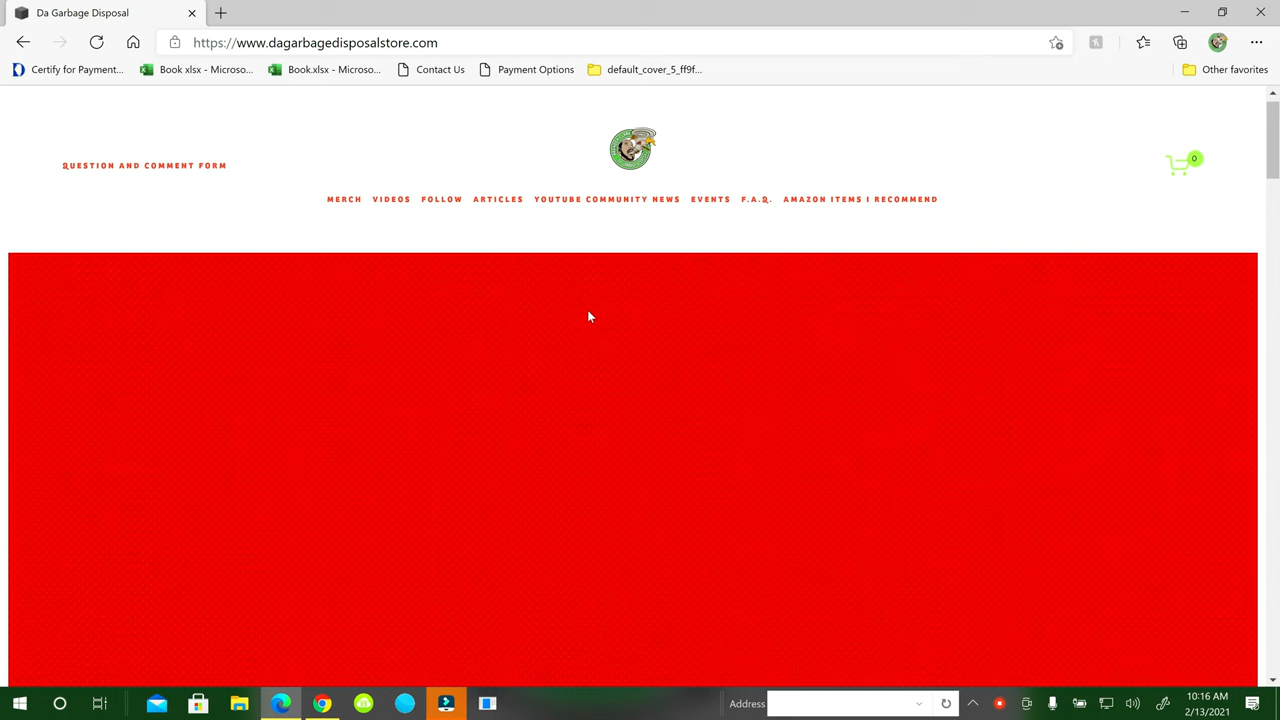 Da Garbage Disposal
https://www.dagarbagedisposalstore.com
Certify for Payment... Book xlsx - Microso... Book.xlsx - Microso... Contact Us Payment Options default_cover_5_ff9f... Other favorites
QUESTION AND COMMENT FORM
0
MERCH VIDEOS FOLLOW ARTICLES YOUTUBE COMMUNITY NEWS EVENTS F.A.Q. AMAZON ITEMS I RECOMMEND
Address
10:16 AM
2/13/2021